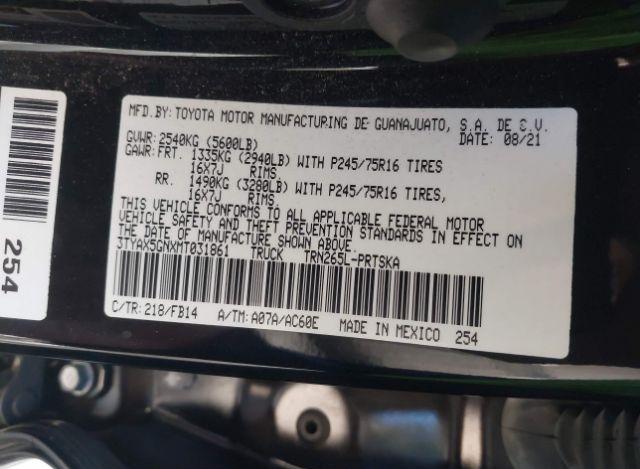 MFD.BY: TOYOTA MOTOR MANUFACTURING DE GUANAJUATO, S.A. DE C.V.
GVWR: 2540KG (5600LB) DATE: 08/21
GAWR: FRT. 1335KG (2940LB) WITH P245/75R16 TIRES
16X7J RIMS,
RR. 1490KG (3280LB) WITH P245/75R16 TIRES,
16X7J RIMS,
THIS VEHICLE CONFORMS TO ALL APPLICABLE FEDERAL MOTOR
VEHICLE SAFETY AND THEFT PREVENTION STANDARDS IN EFFECT ON
THE DATE OF MANUFACTURE SHOWN ABOVE.
3TYAX5GNXMT031861 TRUCK TRN265L-PRTSKA
C/TR: 218/FB14 A/TM: A07A/AC60E MADE IN MEXICO 254
254